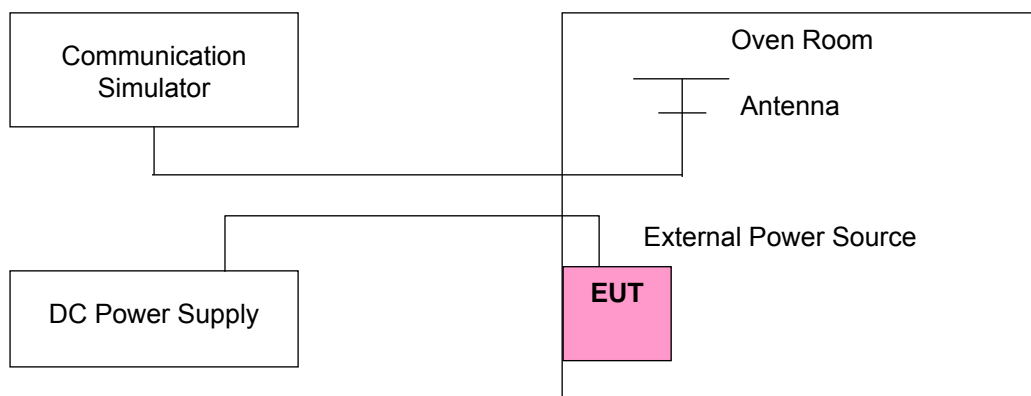 Communication
Simulator
Oven Room
Antenna
External Power Source
EUT
DC Power Supply